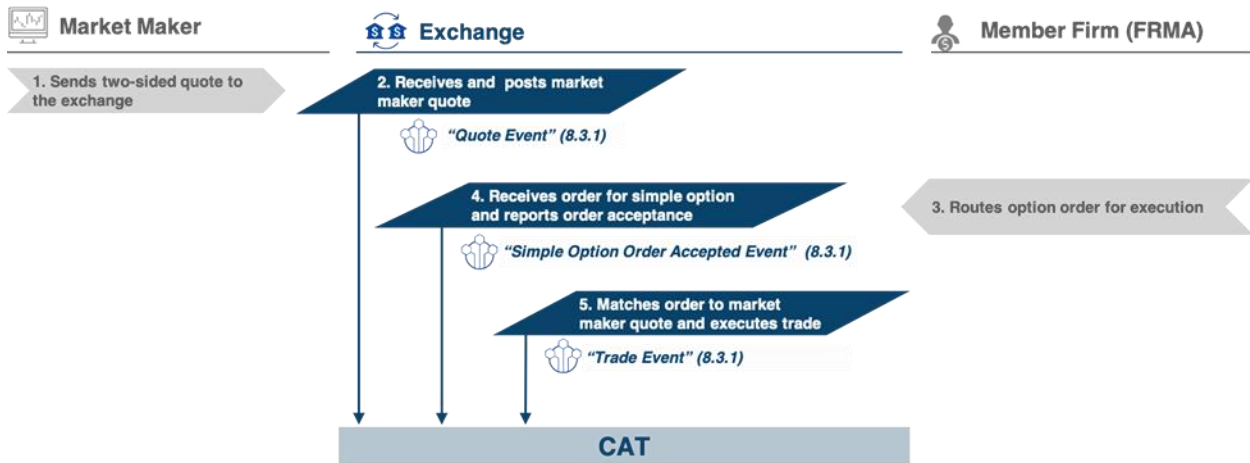 Market Maker
Exchange
Member Firm (FRMA)
1. Sends two-sided quote to
the exchange
2. Receives and posts market
maker quote
“Quote Event” (8.3.1)
4. Receives order for simple option
and reports order acceptance
3. Routes option order for execution
“Simple Option Order Accepted Event” (8.3.1)
5. Matches order to market
maker quote and executes trade
“Trade Event” (8.3.1)
CAT